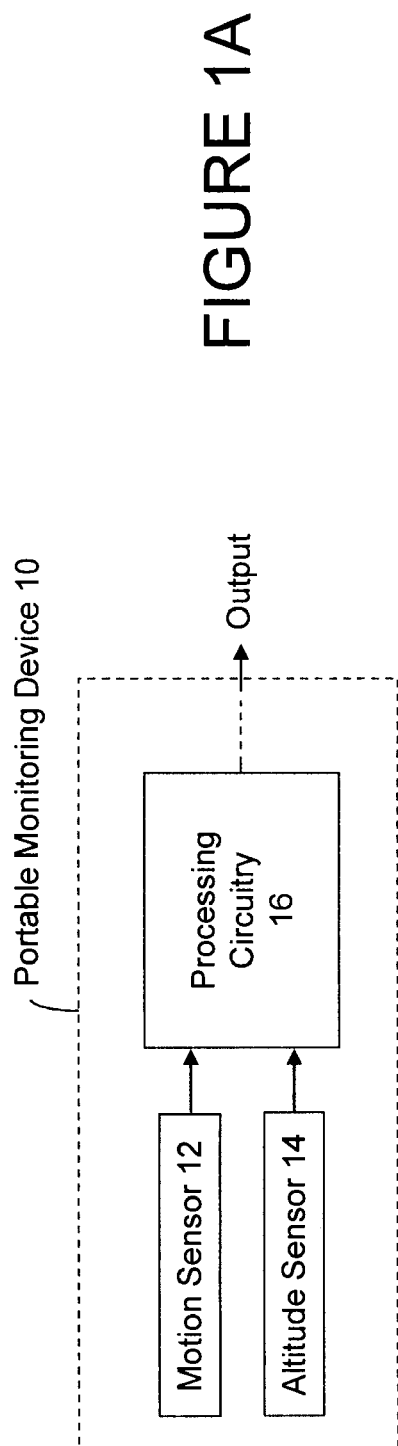 Portable Monitoring Device 10
Motion Sensor 12
Altitude Sensor 14
Processing
Circuitry
16
Output
FIGURE 1A